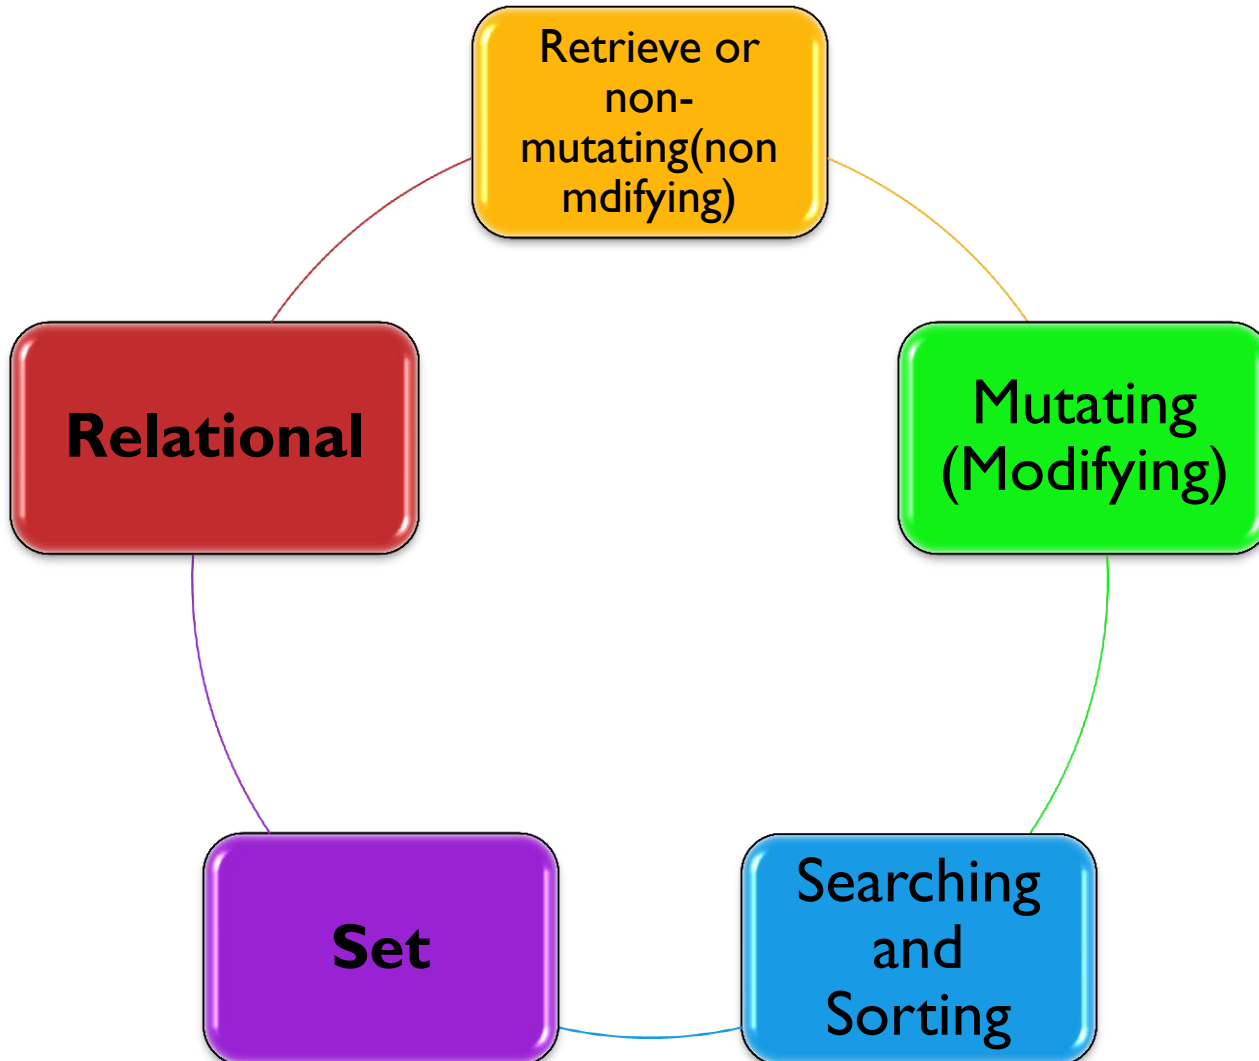 Retrieve or
non-
mutating(non
mdifying)
Mutating
(Modifying)
Searching
and
Sorting
Set
Relational